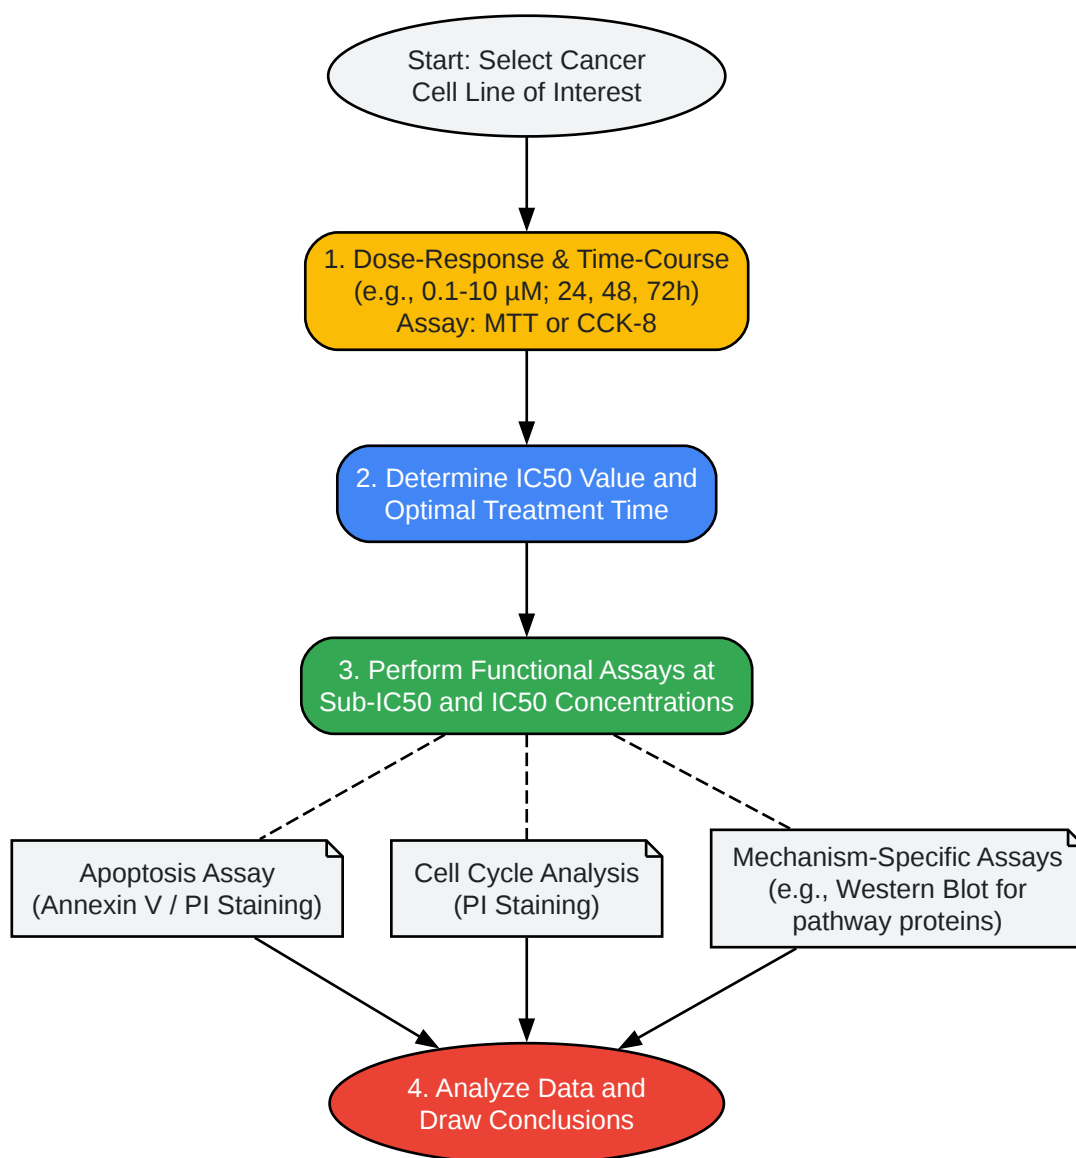 Start: Select Cancer
Cell Line of Interest
1. Dose-Response & Time-Course
(e.g., 0.1-10 µM; 24, 48, 72h)
Assay: MTT or CCK-8
2. Determine IC50 Value and
Optimal Treatment Time
3. Perform Functional Assays at
Sub-IC50 and IC50 Concentrations
Apoptosis Assay
(Annexin V / PI Staining)
Cell Cycle Analysis
(PI Staining)
Mechanism-Specific Assays
(e.g., Western Blot for
pathway proteins)
4. Analyze Data and
Draw Conclusions